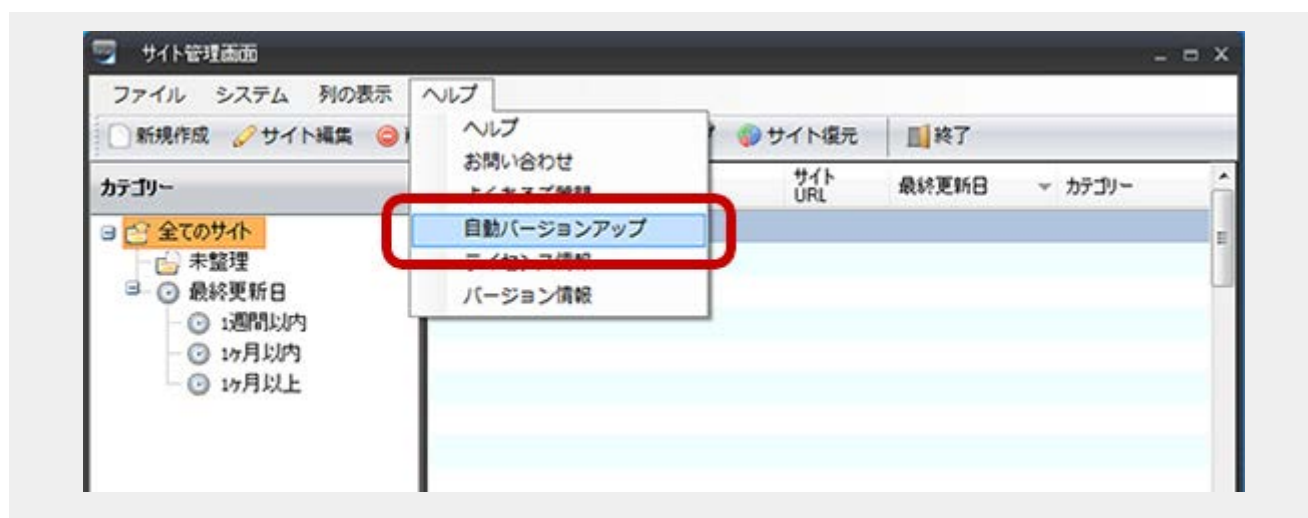 サイト管理画面
ファイル システム 列の表示 ヘルプ
新規作成 サイト編集 サイト復元 終了
ヘルプ
お問い合わせ
自動バージョンアップ
バージョン情報
カテゴリー サイト URL 最終更新日 カテゴリー
全てのサイト
未整理
最終更新日
1週間以内
1ヶ月以内
1ヶ月以上